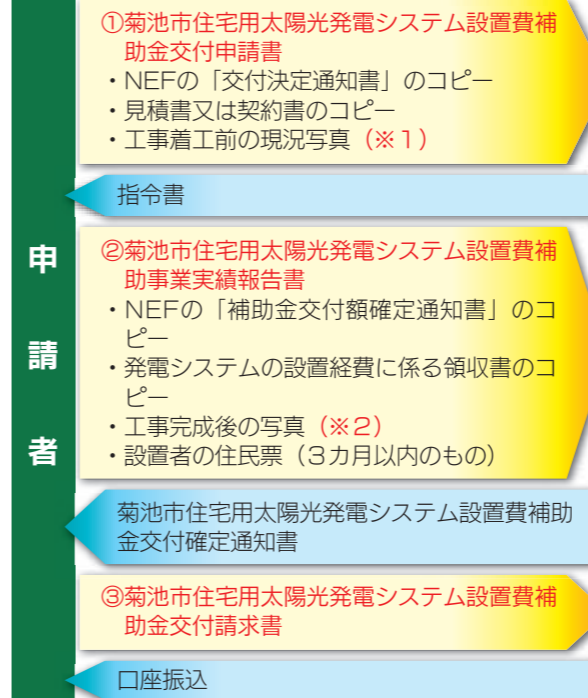 ①菊池市住宅用太陽光発電システム設置費補
助金交付申請書
・NEFの「交付決定通知書」のコピー
・見積書又は契約書のコピー
・工事着工前の現況写真（※１）
指令書
申請者
②菊池市住宅用太陽光発電システム設置費補
助事業実績報告書
・NEFの「補助金交付額確定通知書」のコ
ピー
・発電システムの設置経費に係る領収書のコ
ピー
・工事完成後の写真（※２）
・設置者の住民票（３カ月以内のもの）
菊池市住宅用太陽光発電システム設置費補助
金交付確定通知書
③菊池市住宅用太陽光発電システム設置費補
助金交付請求書
口座振込